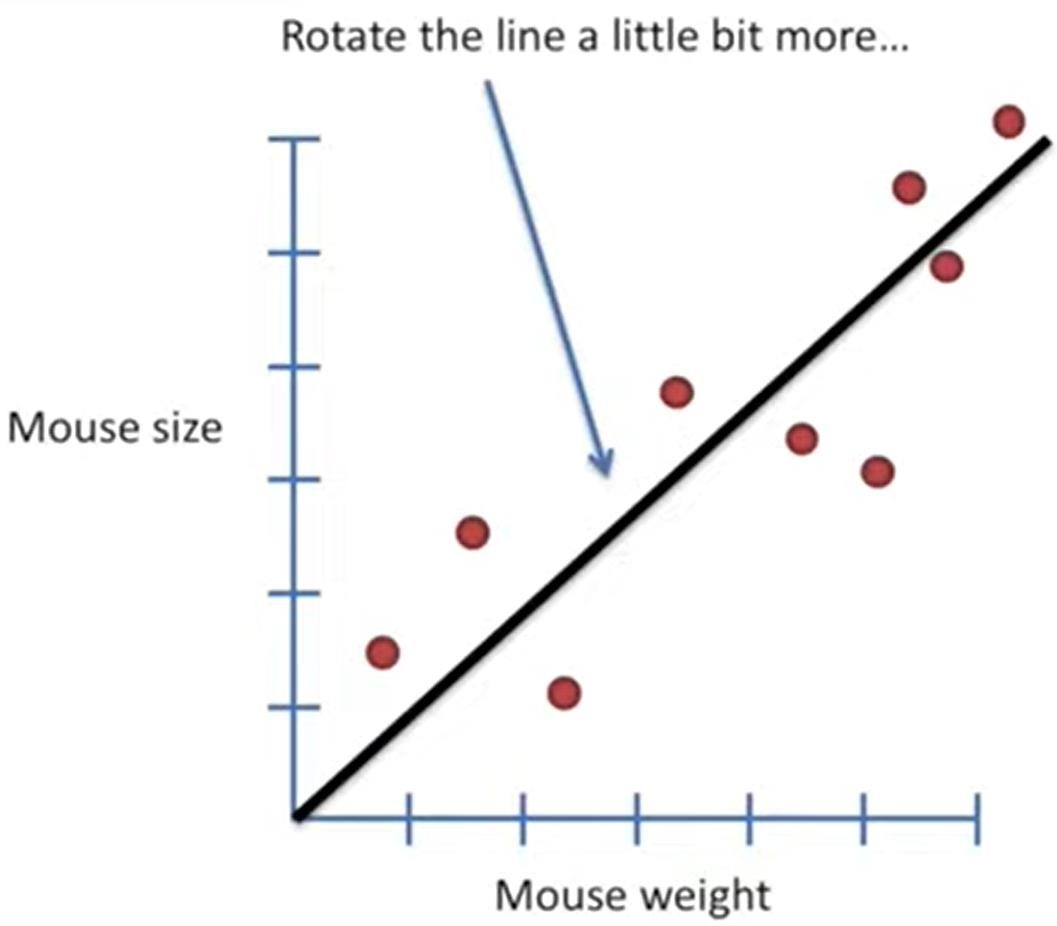 Rotate the line a little bit more...
Mouse size
Mouse weight